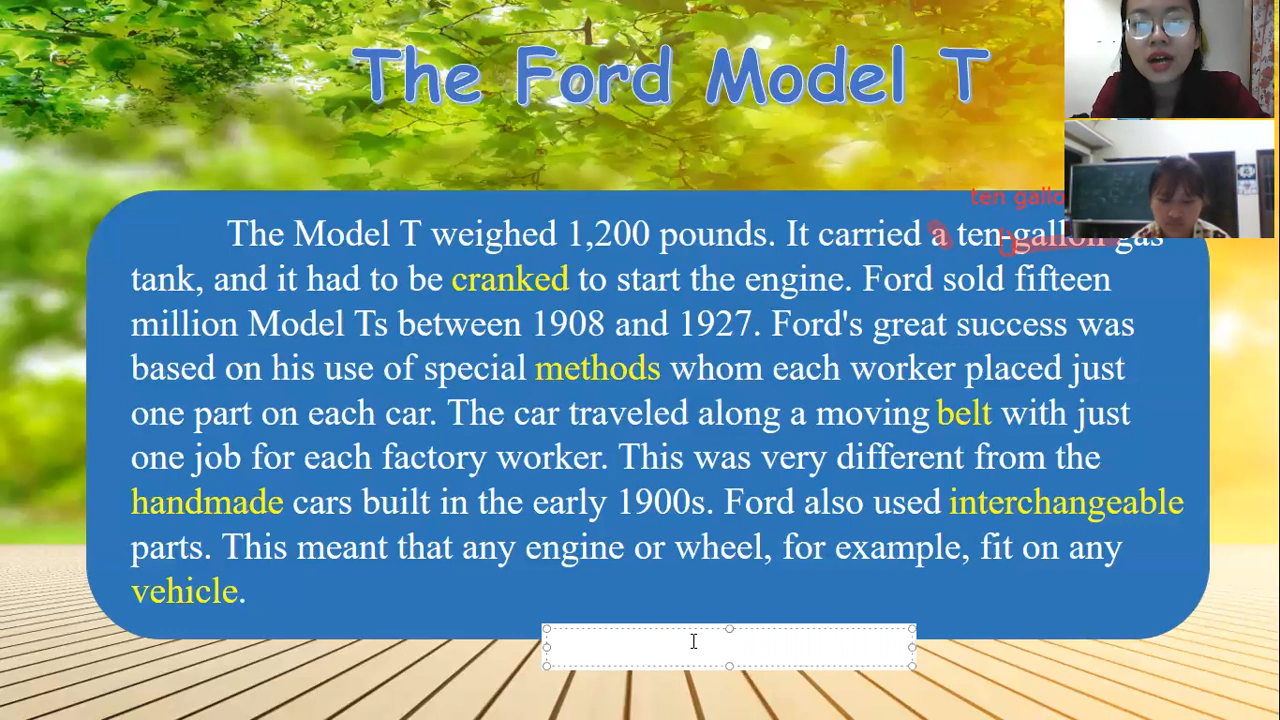 The Ford Model T
ten gallo
The Model T weighed 1,200 pounds. It carried a ten-gallon gas
tank, and it had to be cranked to start the engine. Ford sold fifteen
million Model Ts between 1908 and 1927. Ford's great success was
based on his use of special methods whom each worker placed just
one part on each car. The car traveled along a moving belt with just
one job for each factory worker. This was very different from the
handmade cars built in the early 1900s. Ford also used interchangeable
parts. This meant that any engine or wheel, for example, fit on any
vehicle.